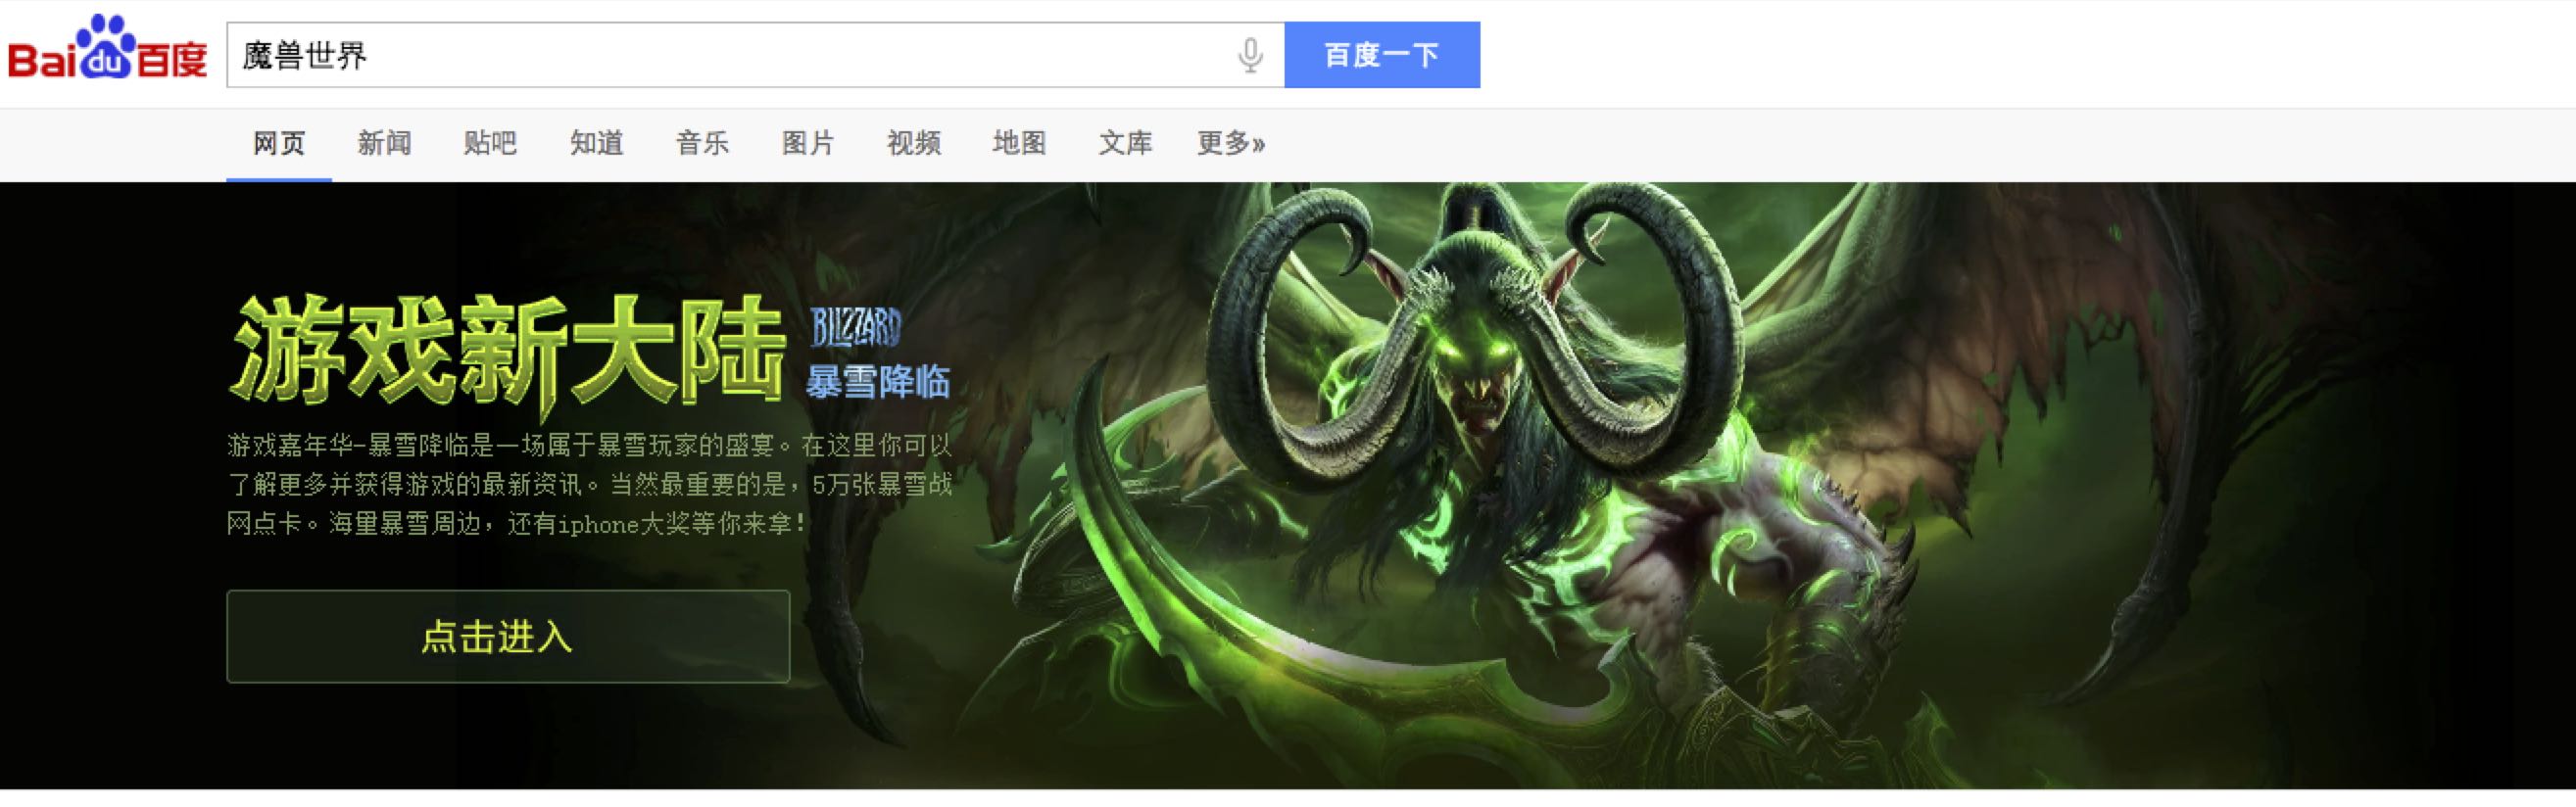 Bai du 百度
魔兽世界
百度一下
网页 新闻 贴吧 知道 音乐 图片 视频 地图 文库 更多»
游戏新大陆
BLIZZARD
暴雪降临
游戏嘉年华-暴雪降临是一场属于暴雪玩家的盛宴。在这里你可以
了解更多并获得游戏的最新资讯。当然最重要的是，5万张暴雪战
网点卡。海量暴雪周边，还有iphone大奖等你来拿！
点击进入